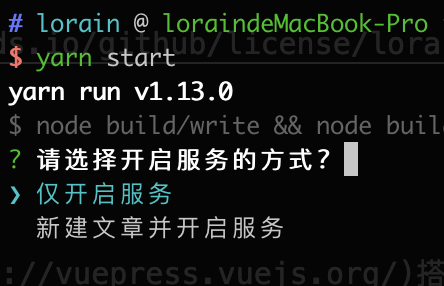 ds.io/github/license/lora
# lorain @ loraindeMacBook-Pro
$ yarn start
yarn run v1.13.0
$ node build/write && node buil
? 请选择开启服务的方式?
❯ 仅开启服务
新建文章并开启服务
://vuepress.vuejs.org/)搭